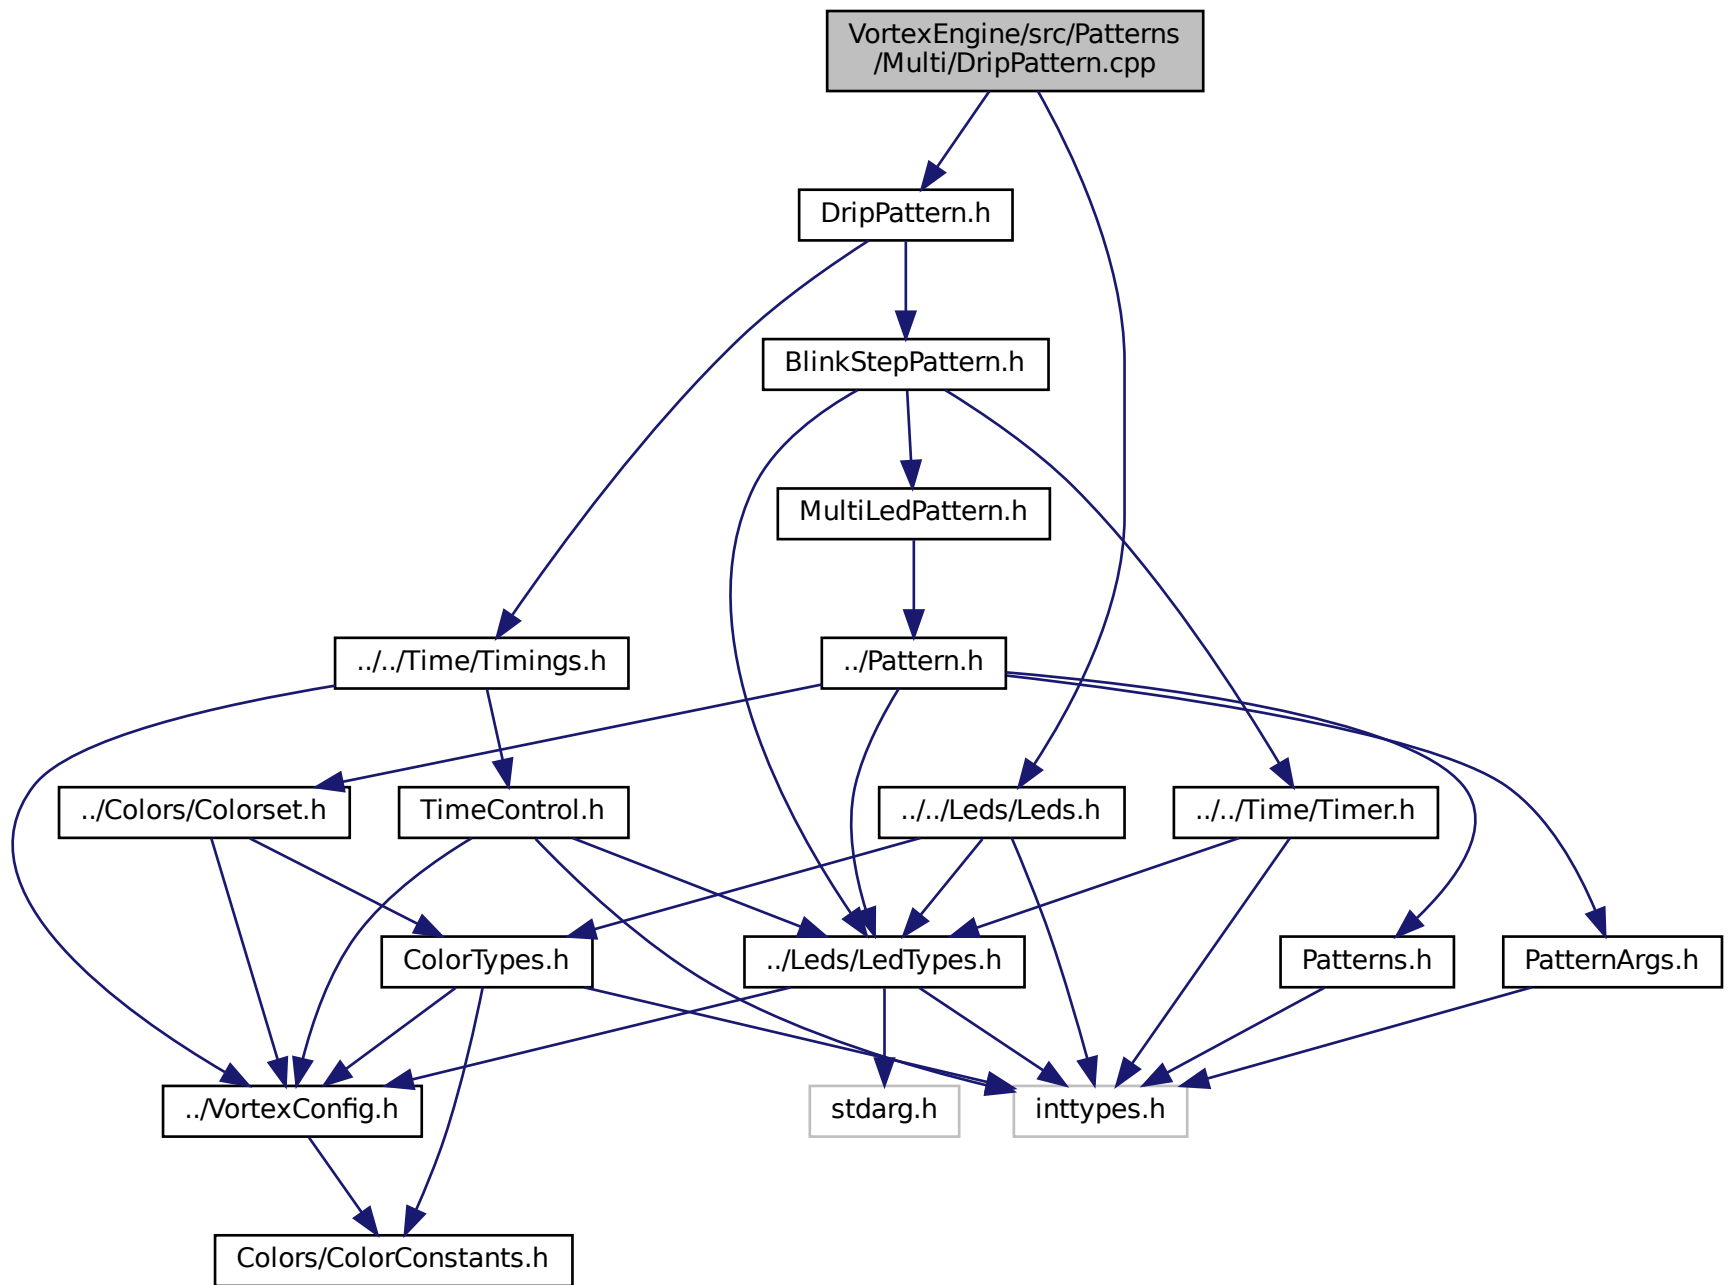 VortexEngine/src/Patterns
/Multi/DripPattern.cpp
DripPattern.h
BlinkStepPattern.h
MultiLedPattern.h
../../Time/Timings.h
../Pattern.h
../Colors/Colorset.h
TimeControl.h
../../Leds/Leds.h
../../Time/Timer.h
ColorTypes.h
../Leds/LedTypes.h
Patterns.h
PatternArgs.h
../VortexConfig.h
stdarg.h
inttypes.h
Colors/ColorConstants.h